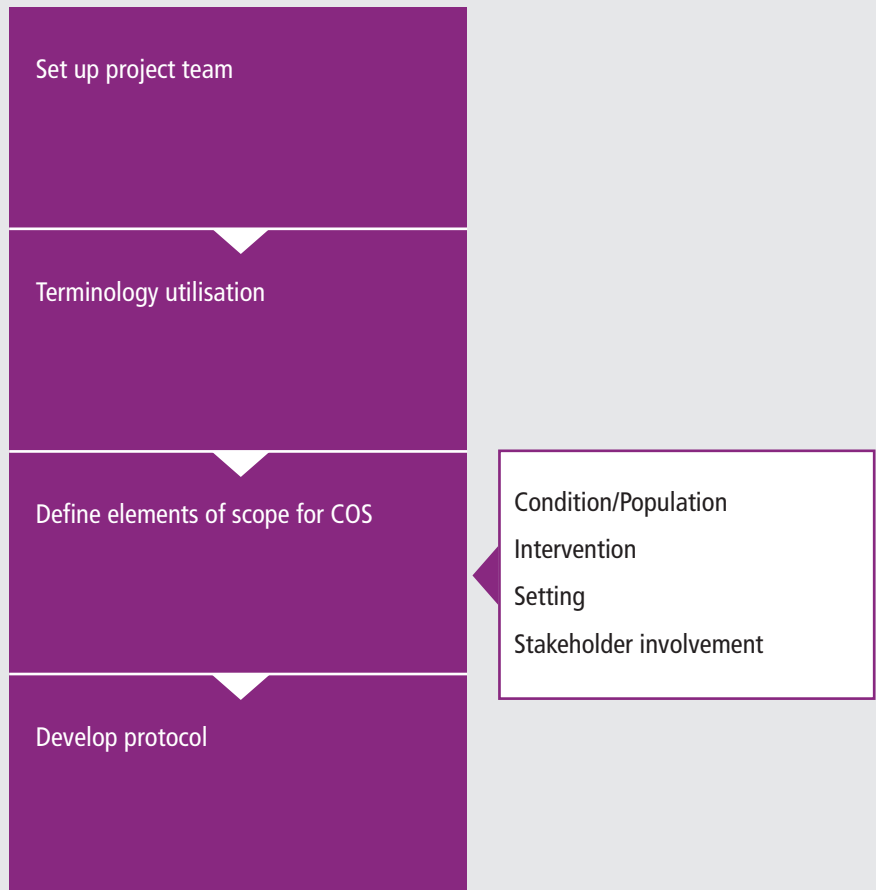 Set up project team
Terminology utilisation
Define elements of scope for COS
Condition/Population
Intervention
Setting
Stakeholder involvement
Develop protocol